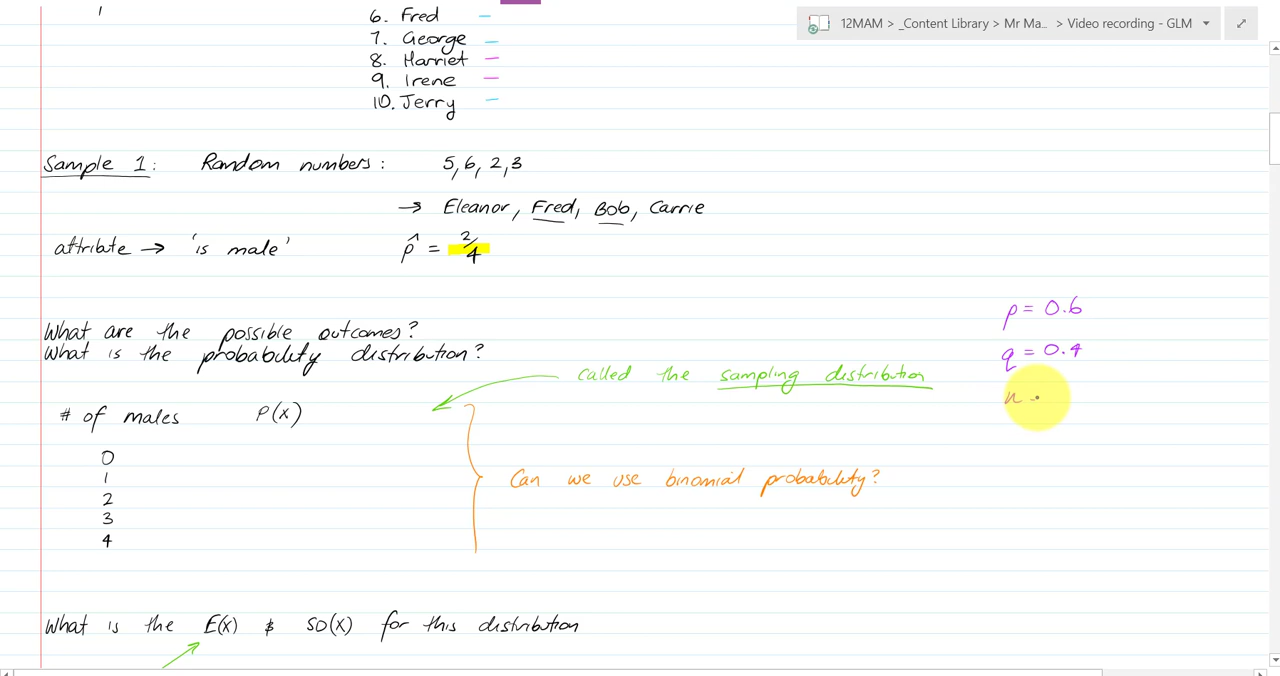 6. Fred
12MAM > _Content Library > Mr Ma... > Video recording - GLM
7. George
8. Harriet
9. Irene
10. Jerry
Sample 1: Random numbers: 5, 6, 2, 3
→ Eleanor, Fred, Bob, Carrie
attribute → 'is male' p̂ = 2/4
p = 0.6
What are the possible outcomes?
What is the probability distribution?
q = 0.4
called the sampling distribution
n =
# of males P(x)
0
1
2
3
4
Can we use binomial probability?
What is the E(x) & SD(x) for this distribution